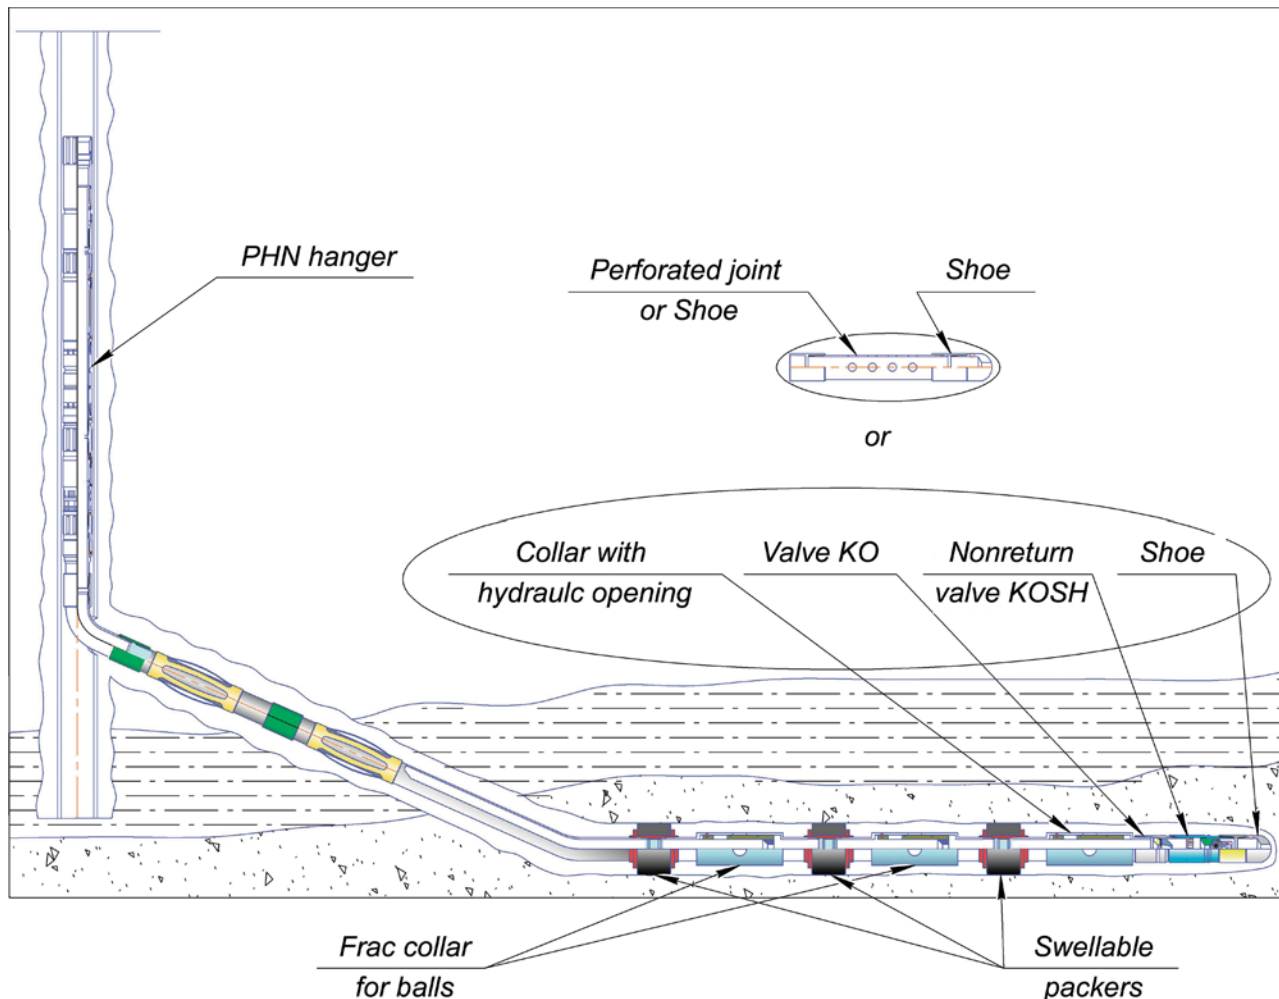 PHN hanger
Perforated joint
or Shoe
Shoe
or
Collar with
hydraulc opening
Valve KO
Nonreturn
valve KOSH
Shoe
Frac collar
for balls
Swellable
packers